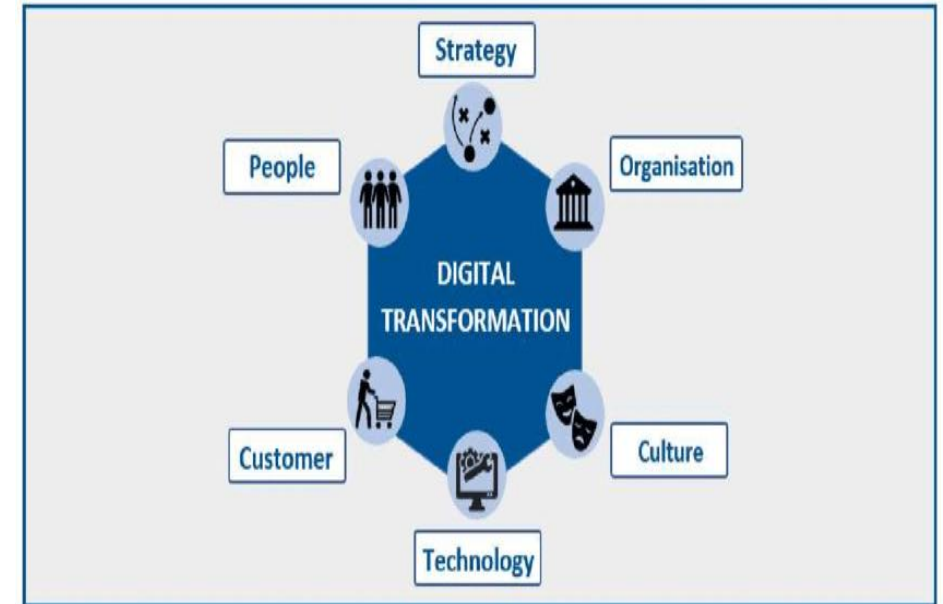 Strategy
People
Organisation
DIGITAL
TRANSFORMATION
Customer
Culture
Technology